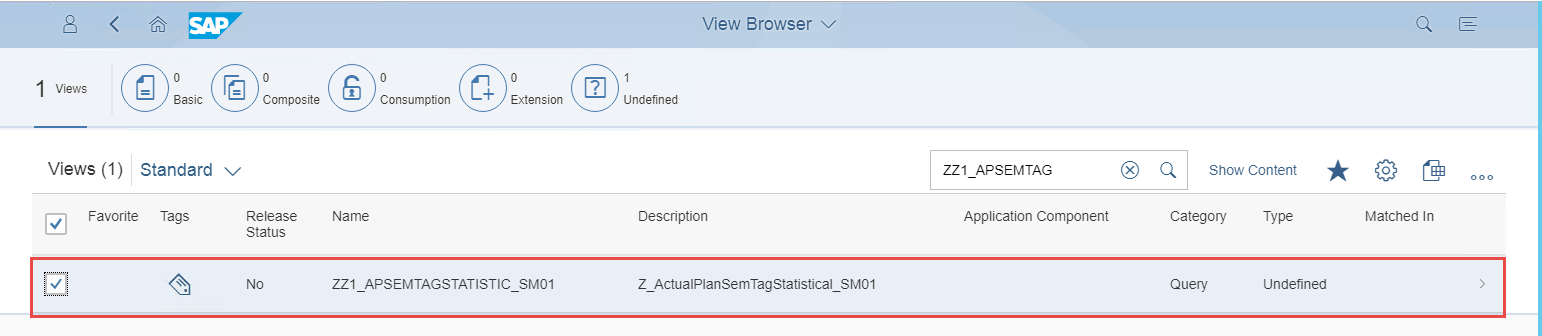 SAP
View Browser
1 Views
0
Basic
0
Composite
0
Consumption
0
Extension
1
Undefined
Views (1) Standard
ZZ1_APSEMTAG
Show Content
Favorite Tags Release Status Name Description Application Component Category Type Matched In
No ZZ1_APSEMTAGSTATISTIC_SM01 Z_ActualPlanSemTagStatistical_SM01 Query Undefined